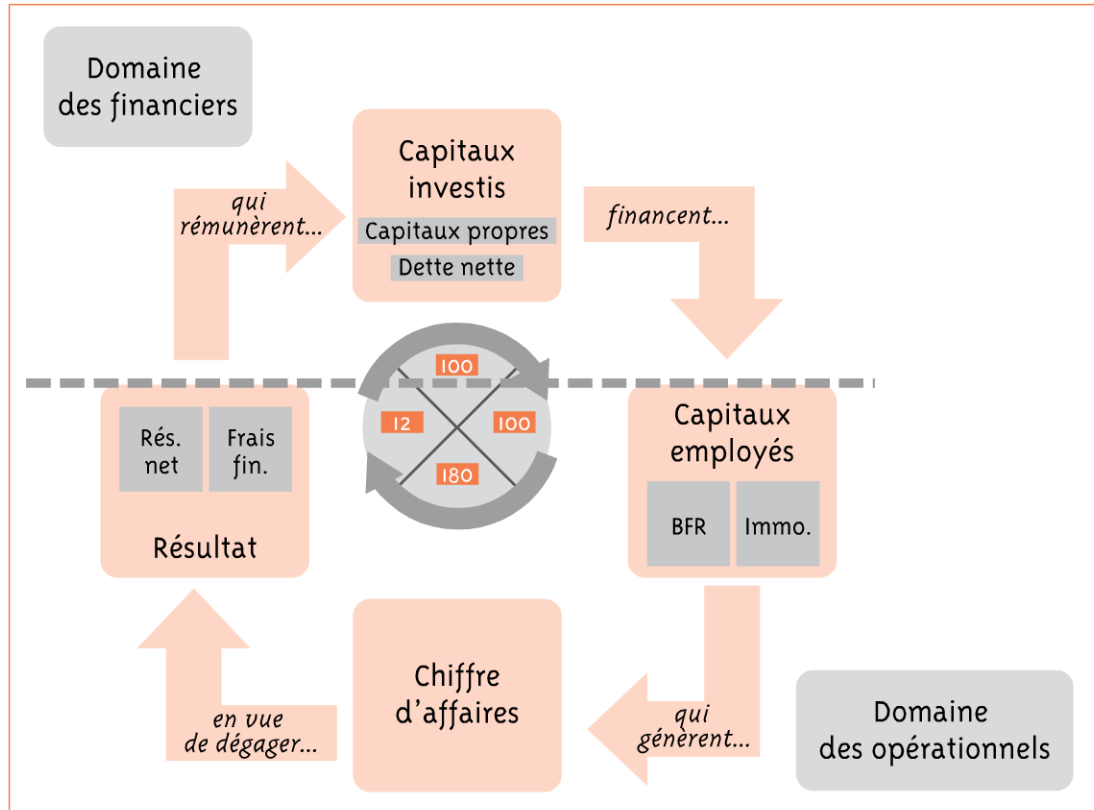 Domaine
des financiers
Capitaux
investis
Capitaux propres
Dette nette
qui
rémunèrent...
financent...
100
12
100
180
Rés.
net
Frais
fin.
Résultat
Capitaux
employés
BFR
Immo.
Chiffre
d'affaires
en vue
de dégager...
qui
génèrent...
Domaine
des opérationnels